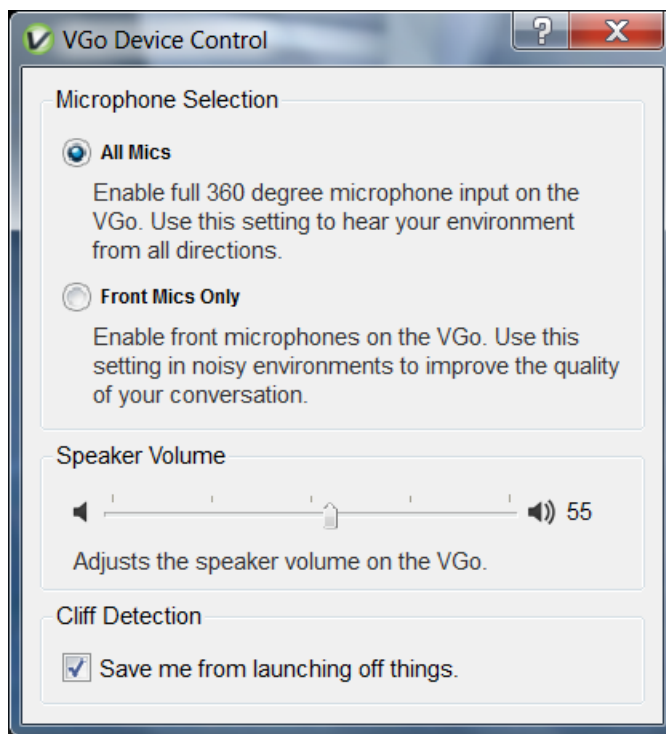 VGo Device Control
Microphone Selection
All Mics
Enable full 360 degree microphone input on the
VGo. Use this setting to hear your environment
from all directions.
Front Mics Only
Enable front microphones on the VGo. Use this
setting in noisy environments to improve the quality
of your conversation.
Speaker Volume
55
Adjusts the speaker volume on the VGo.
Cliff Detection
Save me from launching off things.